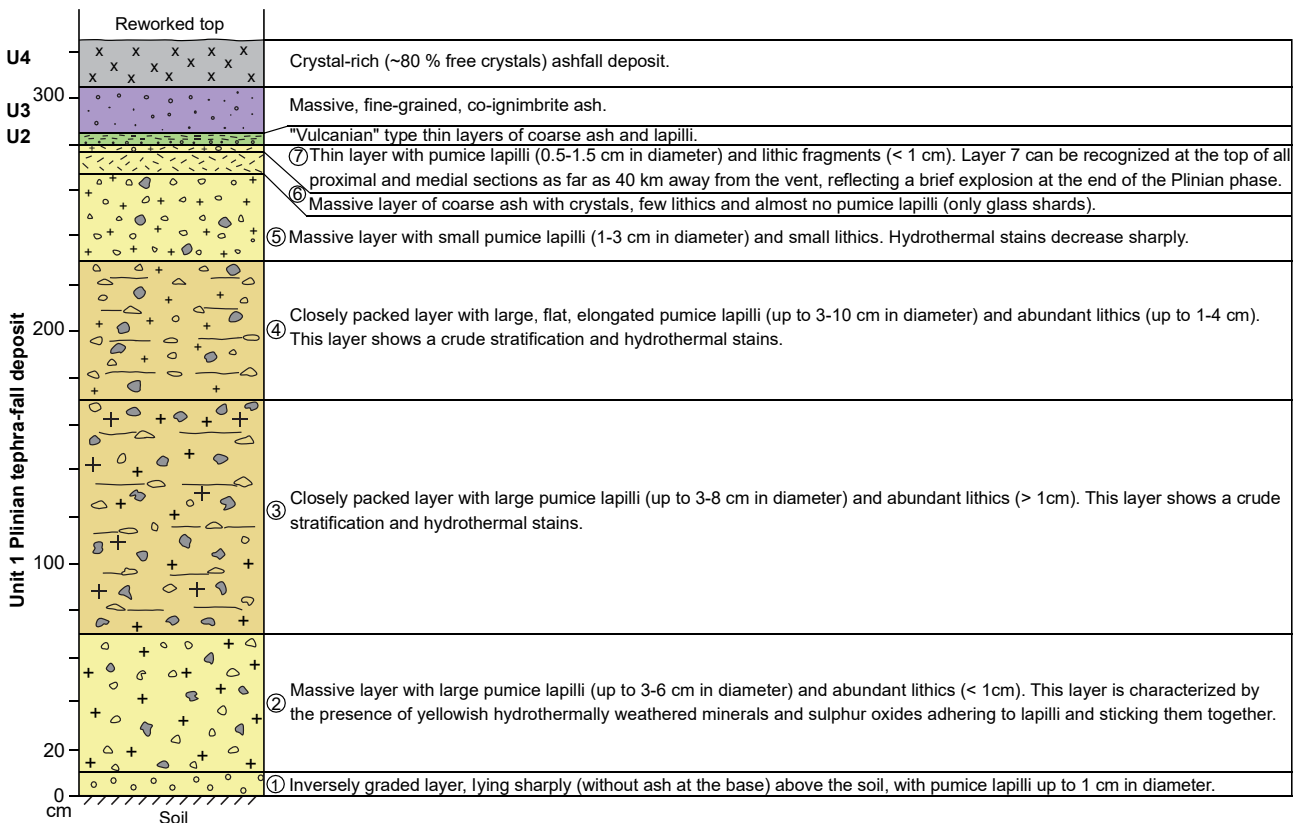 Reworked top
U4
Crystal-rich (~80 % free crystals) ashfall deposit.
300
U3
Massive, fine-grained, co-ignimbrite ash.
U2
"Vulcanian" type thin layers of coarse ash and lapilli.
⑦ Thin layer with pumice lapilli (0.5-1.5 cm in diameter) and lithic fragments (< 1 cm). Layer 7 can be recognized at the top of all
proximal and medial sections as far as 40 km away from the vent, reflecting a brief explosion at the end of the Plinian phase.
⑥ Massive layer of coarse ash with crystals, few lithics and almost no pumice lapilli (only glass shards).
⑤ Massive layer with small pumice lapilli (1-3 cm in diameter) and small lithics. Hydrothermal stains decrease sharply.
Unit 1 Plinian tephra-fall deposit
200
④ Closely packed layer with large, flat, elongated pumice lapilli (up to 3-10 cm in diameter) and abundant lithics (up to 1-4 cm).
This layer shows a crude stratification and hydrothermal stains.
③ Closely packed layer with large pumice lapilli (up to 3-8 cm in diameter) and abundant lithics (> 1cm). This layer shows a crude
stratification and hydrothermal stains.
100
② Massive layer with large pumice lapilli (up to 3-6 cm in diameter) and abundant lithics (< 1cm). This layer is characterized by
the presence of yellowish hydrothermally weathered minerals and sulphur oxides adhering to lapilli and sticking them together.
20
① Inversely graded layer, lying sharply (without ash at the base) above the soil, with pumice lapilli up to 1 cm in diameter.
0
cm
Soil